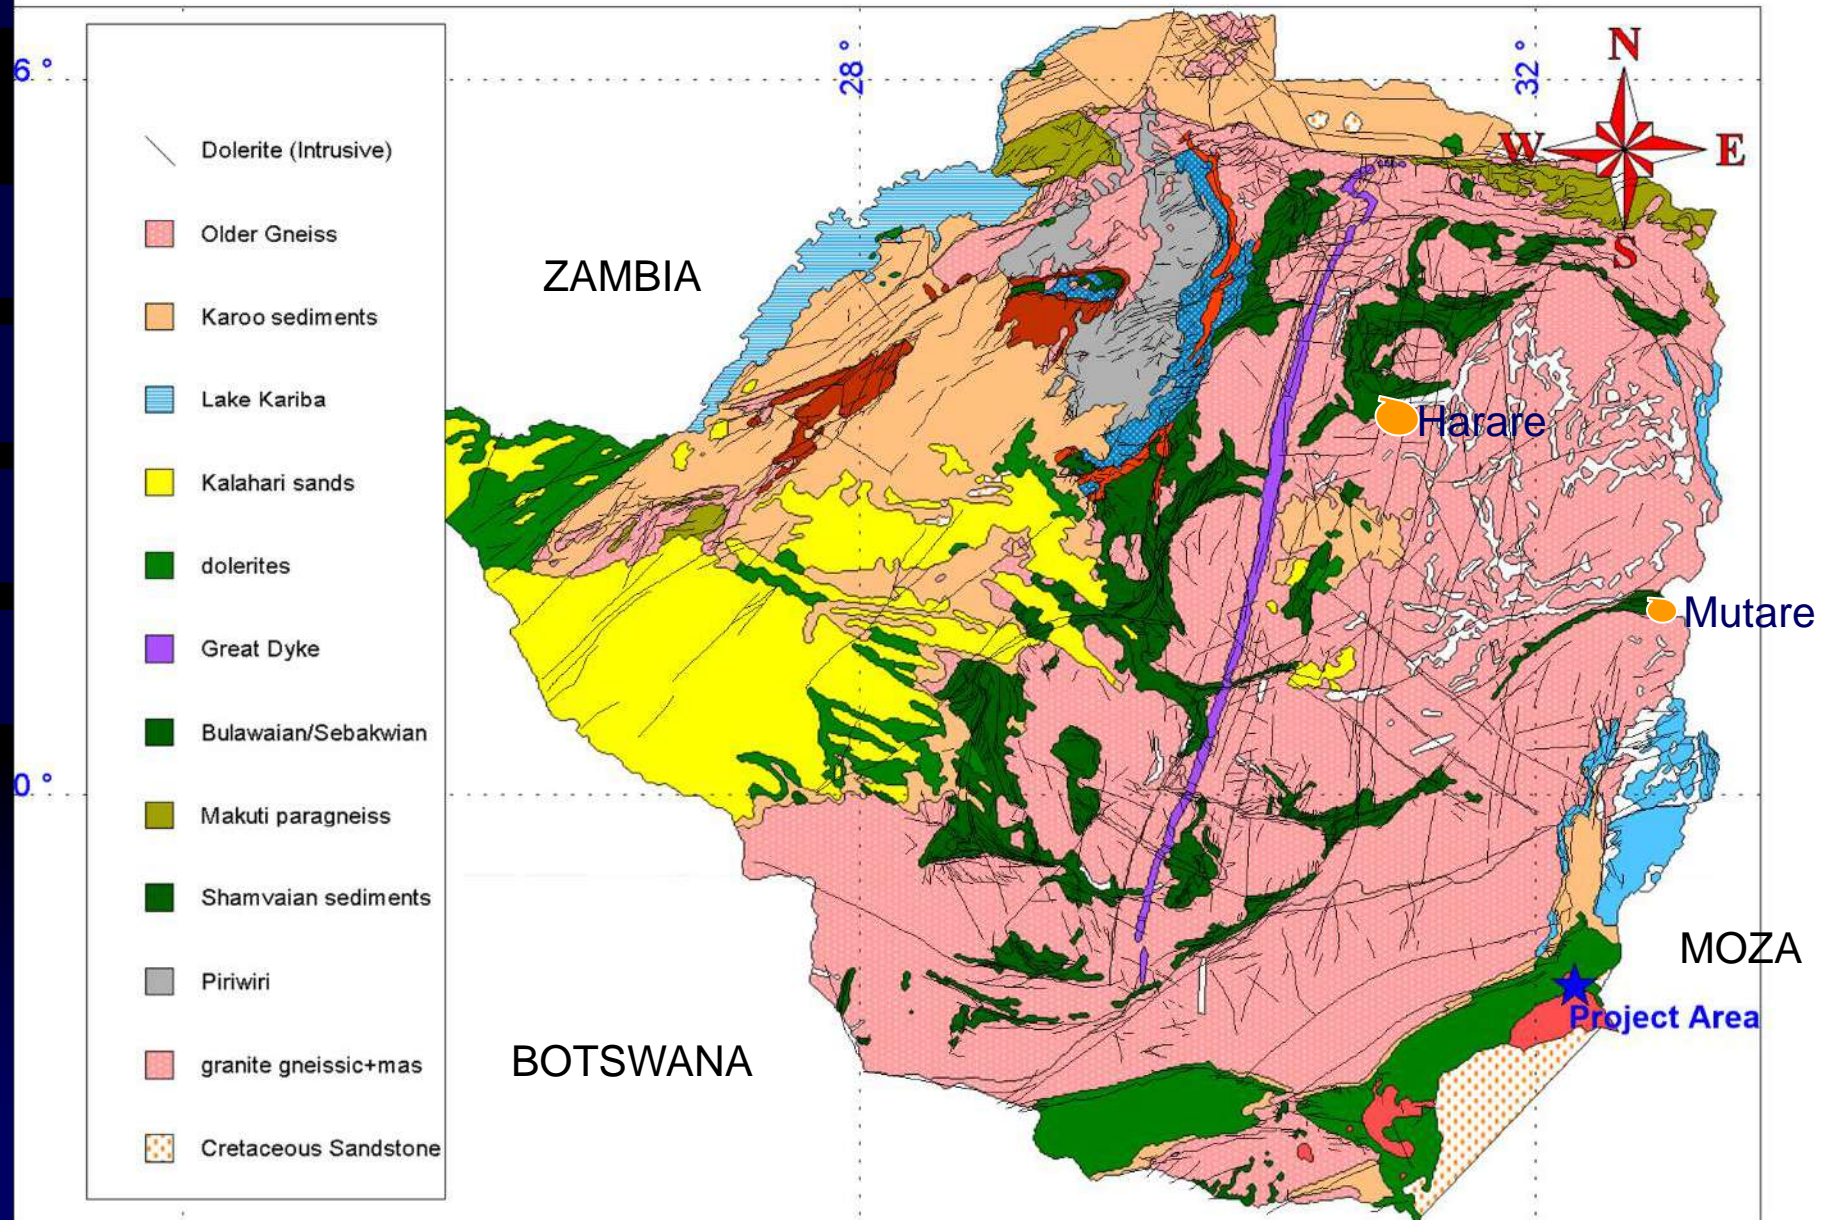 6 °
28 °
32 °
N
W
E
S
Dolerite (Intrusive)
Older Gneiss
Karoo sediments
Lake Kariba
Kalahari sands
dolerites
Great Dyke
Bulawaian/Sebakwian
Makuti paragneiss
Shamvaian sediments
Piriwiri
granite gneissic+mas
Cretaceous Sandstone
ZAMBIA
Harare
Mutare
0 °
MOZA
Project Area
BOTSWANA